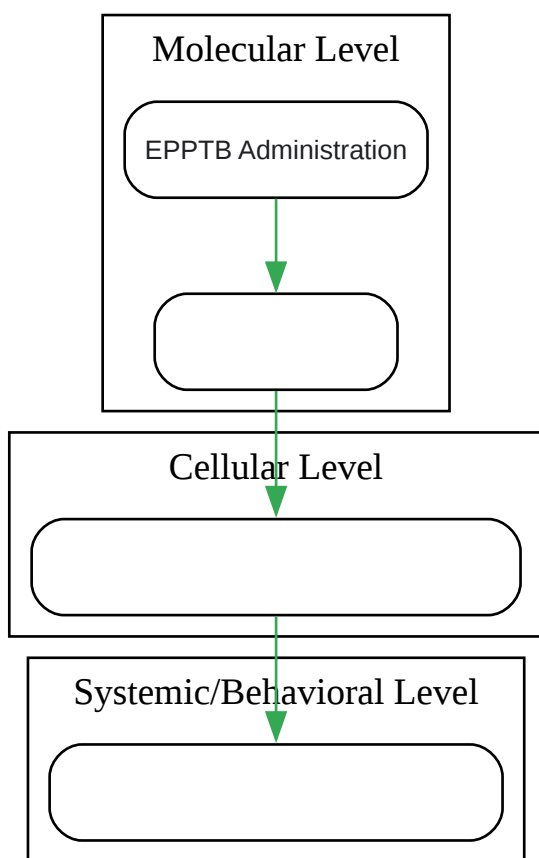 Molecular Level
EPPTB Administration
Cellular Level
Systemic/Behavioral Level